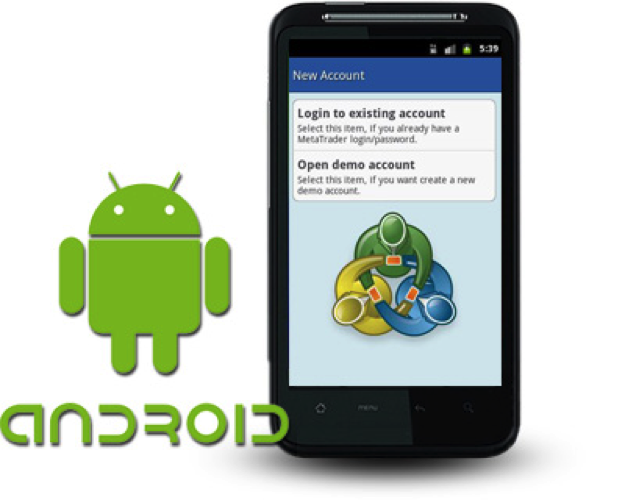 5:39
New Account
Login to existing account
Select this item, If you already have a
MetaTrader login/password.
Open demo account
Select this item, If you want create a new
demo account.
MENU
ANDROID